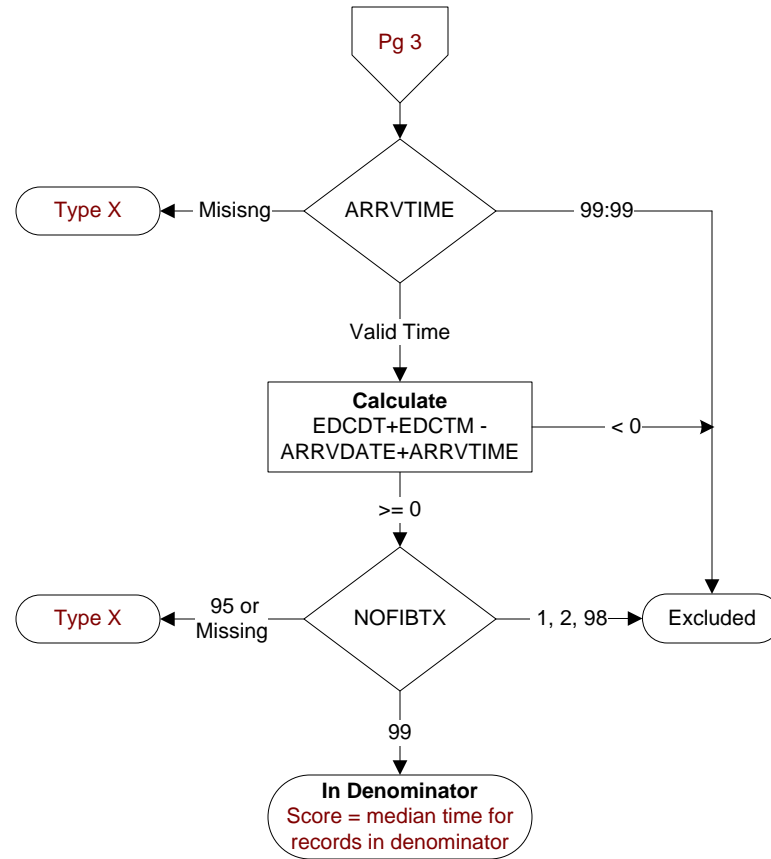 Pg 3
Type X
Misisng
ARRVTIME
99:99
Valid Time
Calculate
EDCDT+EDCTM -
ARRVDATE+ARRVTIME
< 0
>= 0
Type X
95 or
Missing
NOFIBTX
1, 2, 98
Excluded
99
In Denominator
Score = median time for
records in denominator